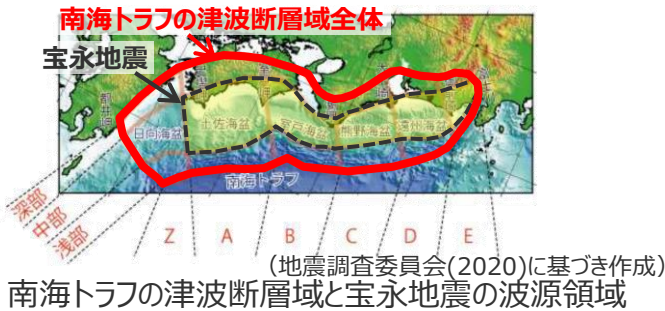 南海トラフの津波断層域全体
宝永地震
都井岬
日向海盆
土佐海盆
室戸海盆
熊野海盆
遠州海盆
南海トラフ
深部
中部
浅部
Z A B C D E
(地震調査委員会(2020)に基づき作成)
南海トラフの津波断層域と宝永地震の波源領域